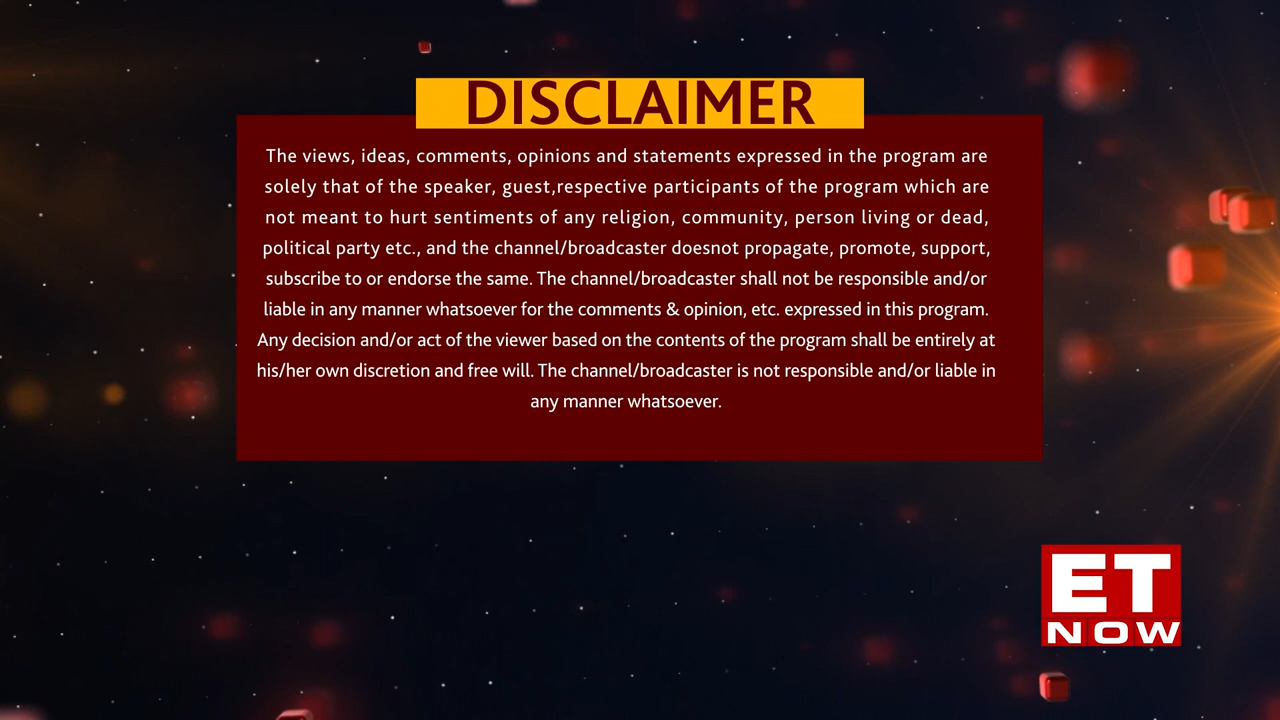 DISCLAIMER
The views, ideas, comments, opinions and statements expressed in the program are
solely that of the speaker, guest,respective participants of the program which are
not meant to hurt sentiments of any religion, community, person living or dead,
political party etc., and the channel/broadcaster doesnot propagate, promote, support,
subscribe to or endorse the same. The channel/broadcaster shall not be responsible and/or
liable in any manner whatsoever for the comments & opinion, etc. expressed in this program.
Any decision and/or act of the viewer based on the contents of the program shall be entirely at
his/her own discretion and free will. The channel/broadcaster is not responsible and/or liable in
any manner whatsoever.
ET
NOW